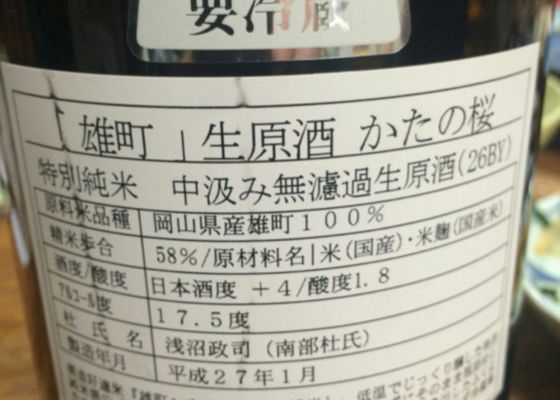 要冷蔵
「雄町」生原酒 かたの桜
特別純米 中汲み無濾過生原酒(26BY)
原料米品種 岡山県産雄町100%
精米歩合 58%/原材料名|米(国産)・米麹(国産米)
酒度/酸度 日本酒度 +4/酸度1.8
アルコール度 17.5度
杜氏名 浅沼政司(南部杜氏)
製造年月 平成27年1月